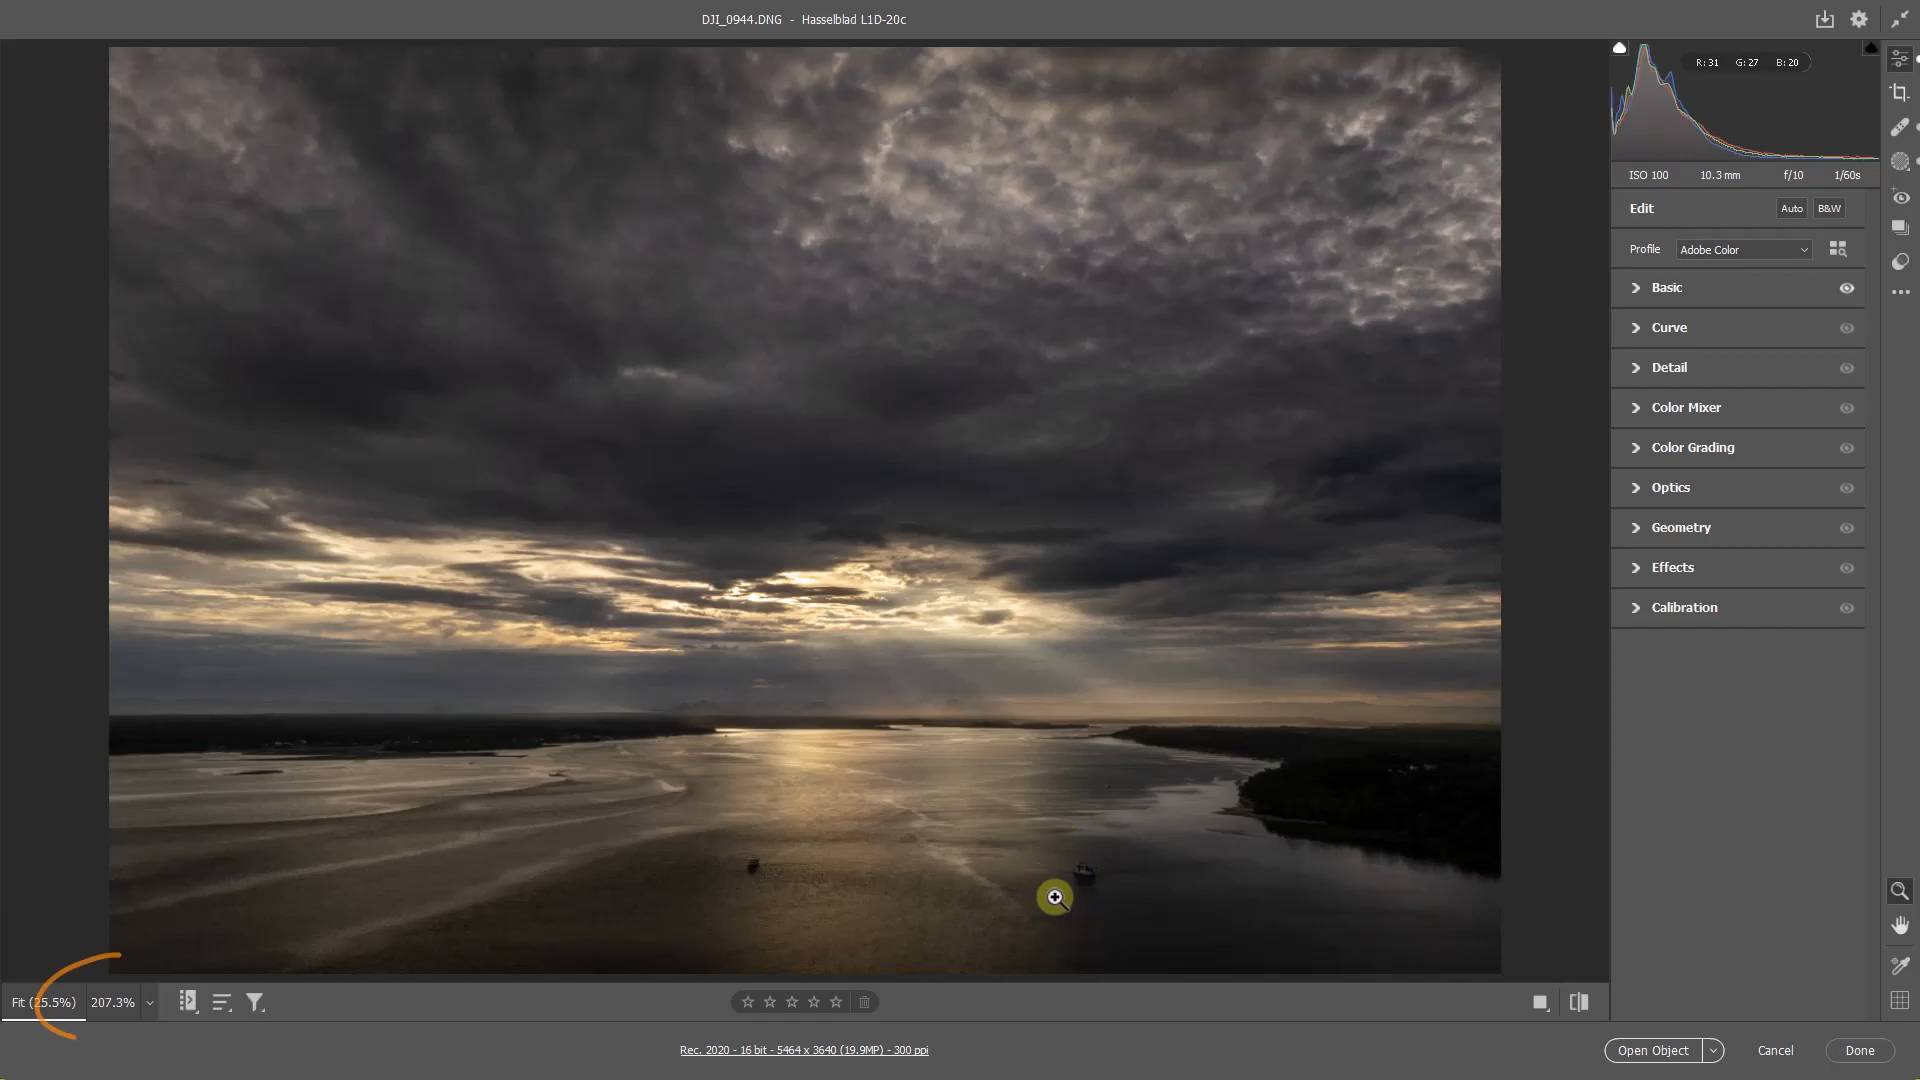 DJI_0944.DNG - Hasselblad L1D-20c
R: 31 G: 27 B: 20
ISO 100 10.3 mm f/10 1/60s
Edit Auto B&W
Profile Adobe Color
Basic
Curve
Detail
Color Mixer
Color Grading
Optics
Geometry
Effects
Calibration
Fit (25.5%) 207.3%
Rec. 2020 - 16 bit - 5464 x 3640 (19.9MP) - 300 ppi
Open Object Cancel Done